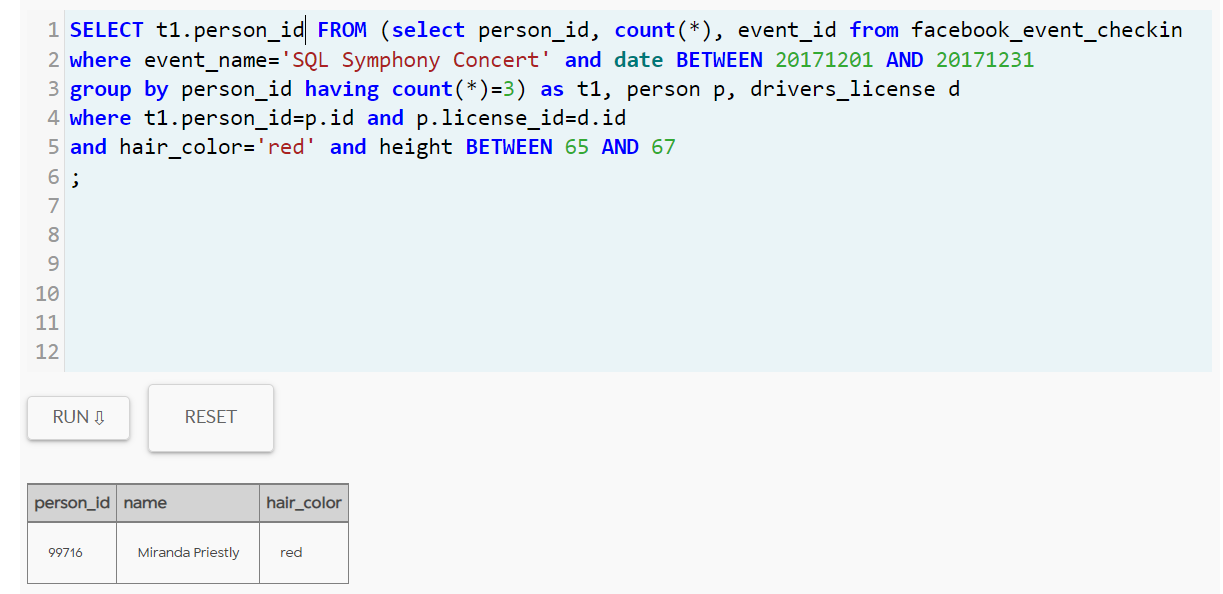 1 SELECT t1.person_id FROM (select person_id, count(*), event_id from facebook_event_checkin
2 where event_name='SQL Symphony Concert' and date BETWEEN 20171201 AND 20171231
3 group by person_id having count(*)=3) as t1, person p, drivers_license d
4 where t1.person_id=p.id and p.license_id=d.id
5 and hair_color='red' and height BETWEEN 65 AND 67
6 ;
7
8
9
10
11
12
RUN ⇩ RESET
person_id name hair_color
99716 Miranda Priestly red